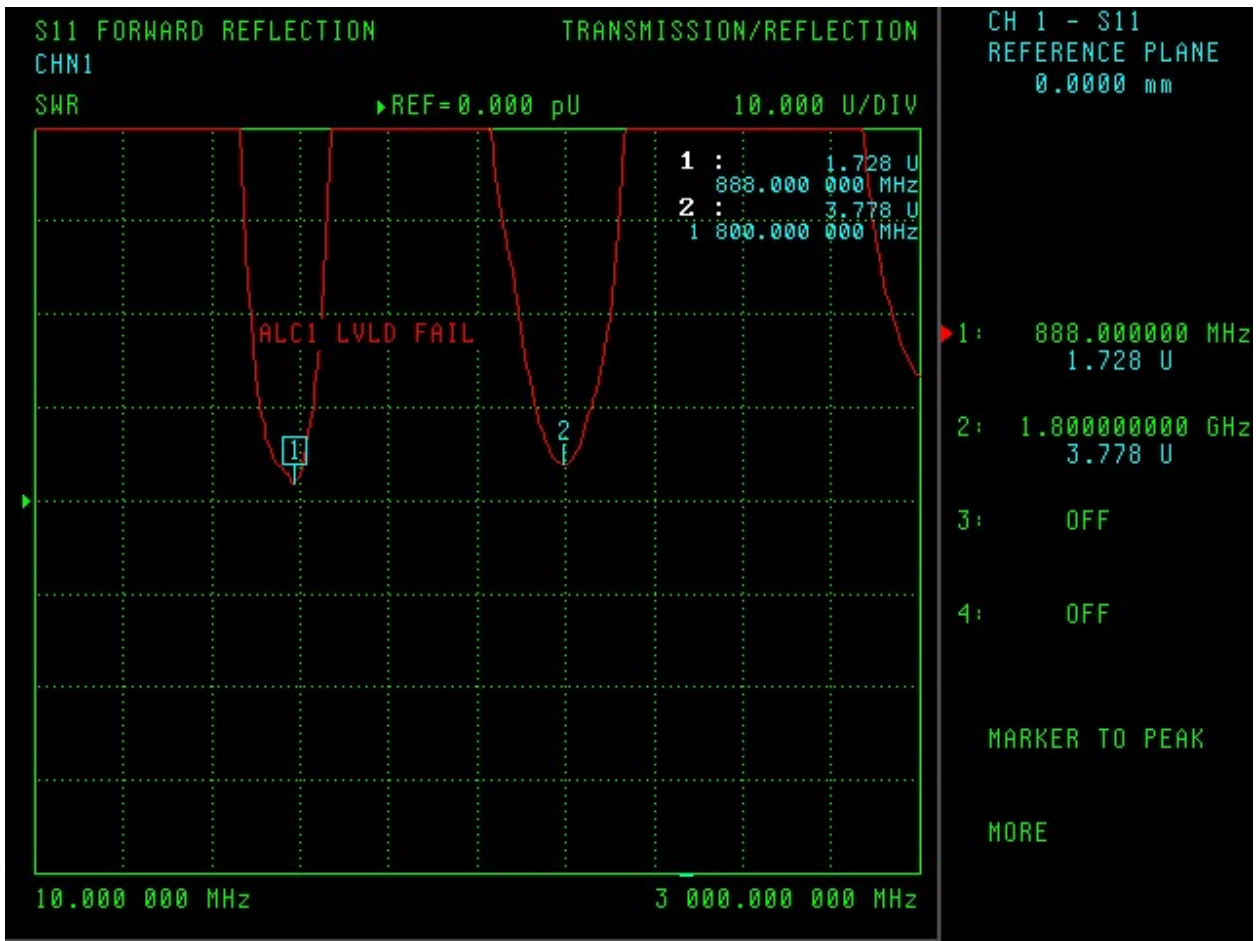 S11 FORWARD REFLECTION TRANSMISSION/REFLECTION
CHN1
SWR ▶REF=0.000 pU 10.000 U/DIV
1 : 1.728 U
888.000 000 MHz
2 : 3.778 U
1 800.000 000 MHz
ALC1 LVLD FAIL
1
2
10.000 000 MHz 3 000.000 000 MHz
CH 1 - S11
REFERENCE PLANE
0.0000 mm
1: 888.000000 MHz
1.728 U
2: 1.800000000 GHz
3.778 U
3: OFF
4: OFF
MARKER TO PEAK
MORE